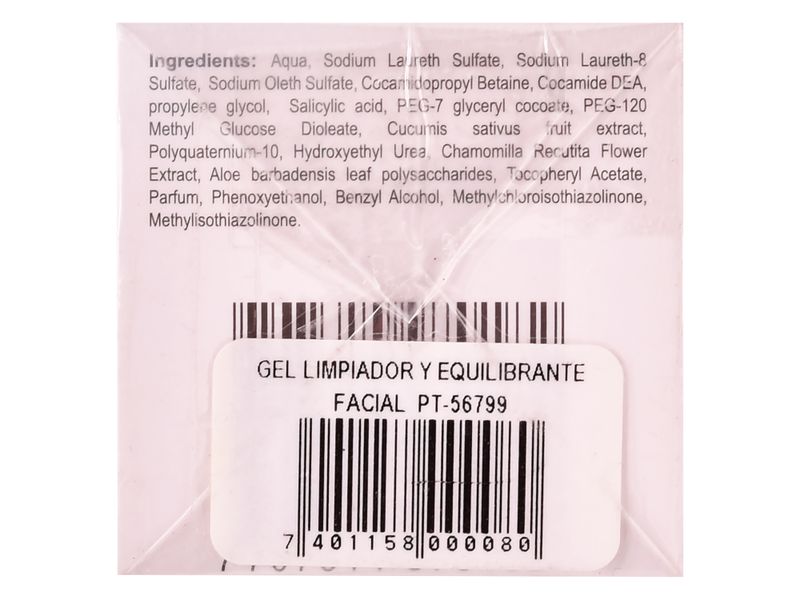 Ingredients: Aqua, Sodium Laureth Sulfate, Sodium Laureth-8
Sulfate, Sodium Oleth Sulfate, Cocamidopropyl Betaine, Cocamide DEA,
propylene glycol, Salicylic acid, PEG-7 glyceryl cocoate, PEG-120
Methyl Glucose Dioleate, Cucumis sativus fruit extract,
Polyquaternium-10, Hydroxyethyl Urea, Chamomilla Recutita Flower
Extract, Aloe barbadensis leaf polysaccharides, Tocopheryl Acetate,
Parfum, Phenoxyethanol, Benzyl Alcohol, Methylchloroisothiazolinone,
Methylisothiazolinone.
GEL LIMPIADOR Y EQUILIBRANTE
FACIAL PT-56799
7 401158 000080